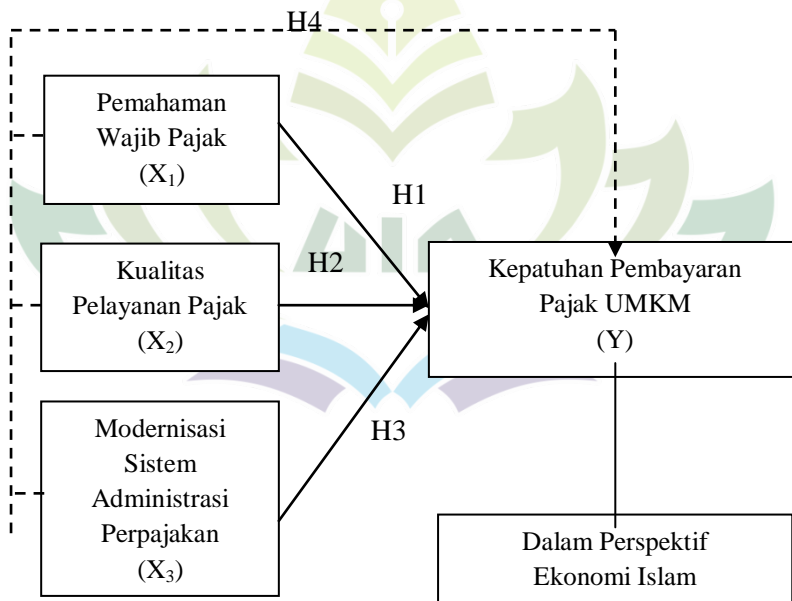 H4
Pemahaman
Wajib Pajak
(X₁)
H1
Kualitas
Pelayanan Pajak
(X₂)
H2
Kepatuhan Pembayaran
Pajak UMKM
(Y)
Modernisasi
Sistem
Administrasi
Perpajakan
(X₃)
H3
Dalam Perspektif
Ekonomi Islam